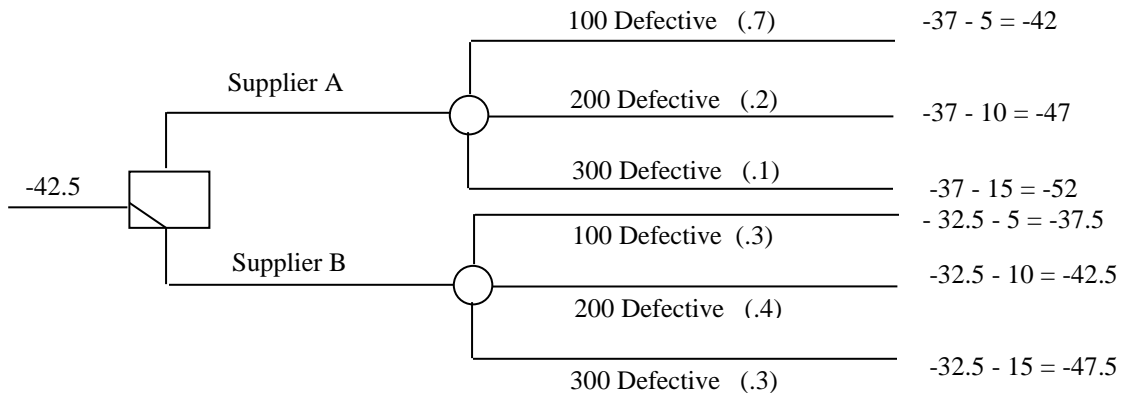 100 Defective (.7) -37 - 5 = -42
Supplier A
200 Defective (.2) -37 - 10 = -47
300 Defective (.1) -37 - 15 = -52
-42.5
100 Defective (.3) - 32.5 - 5 = -37.5
Supplier B
200 Defective (.4) -32.5 - 10 = -42.5
300 Defective (.3) -32.5 - 15 = -47.5